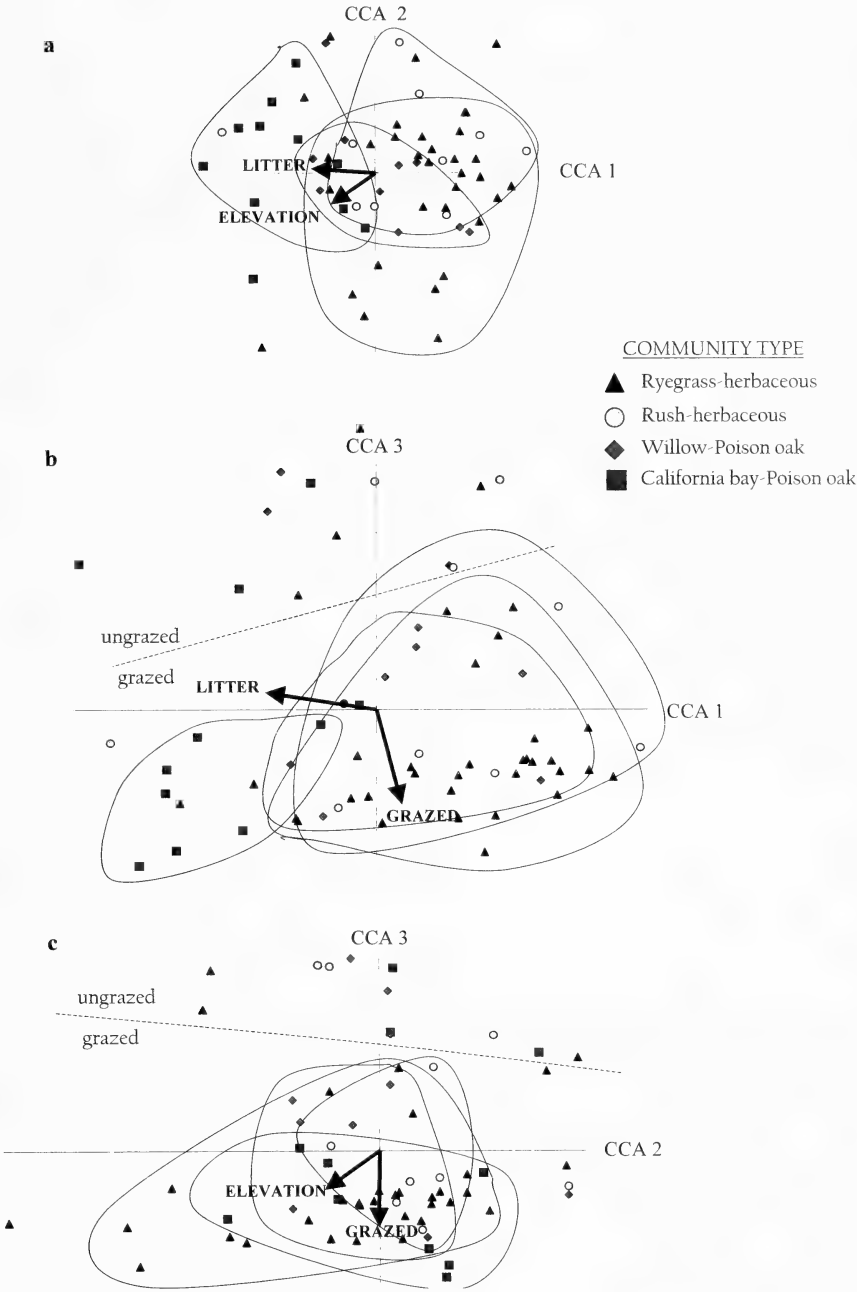 CCA 2
a
LITTER
CCA 1
ELEVATION
COMMUNITY TYPE
Ryegrass-herbaceous
Rush-herbaceous
Willow-Poison oak
California bay-Poison oak
b
CCA 3
ungrazed
grazed
LITTER
CCA 1
GRAZED
c
CCA 3
ungrazed
grazed
CCA 2
ELEVATION
GRAZED